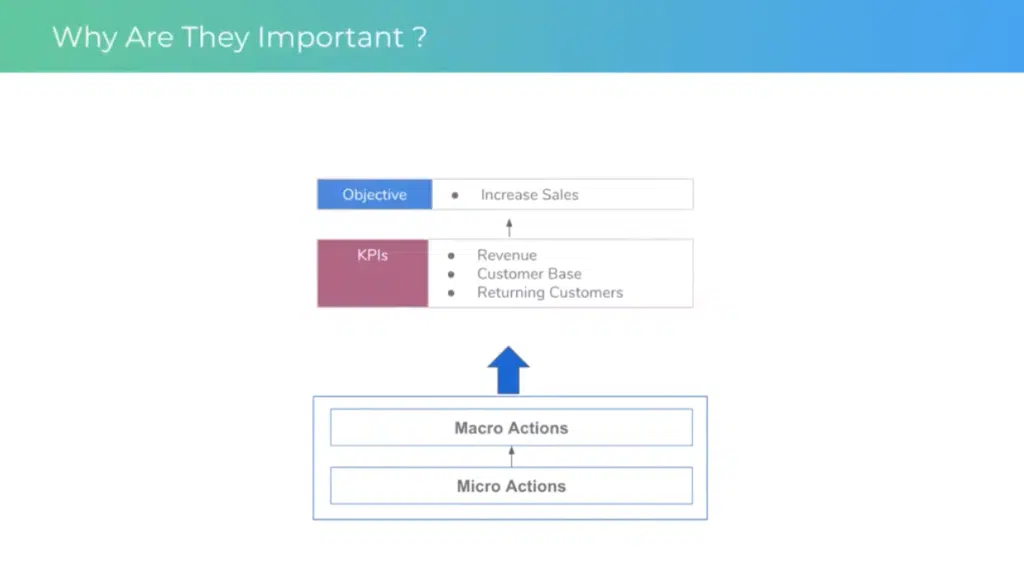 Why Are They Important ?
Objective
● Increase Sales
KPIs
● Revenue
● Customer Base
● Returning Customers
Macro Actions
Micro Actions